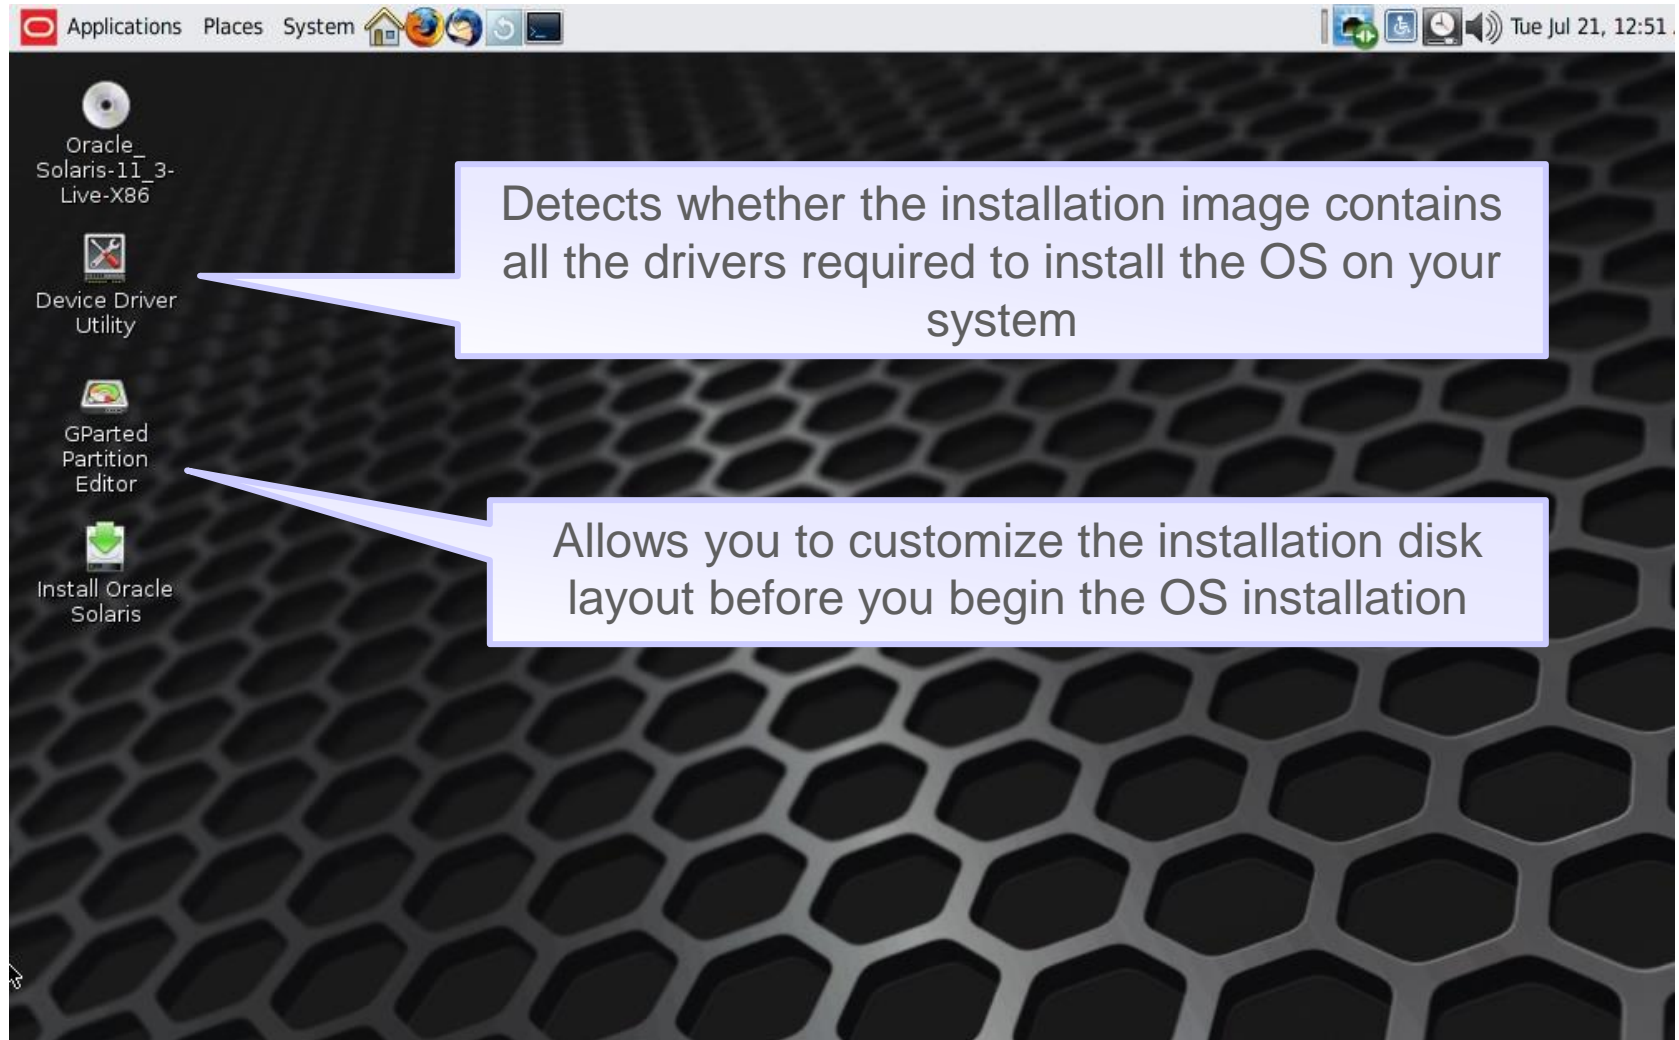 Applications Places System Tue Jul 21, 12:51
Oracle_
Solaris-11_3-
Live-X86
Detects whether the installation image contains
all the drivers required to install the OS on your
system
Device Driver
Utility
GParted
Partition
Editor
Allows you to customize the installation disk
layout before you begin the OS installation
Install Oracle
Solaris